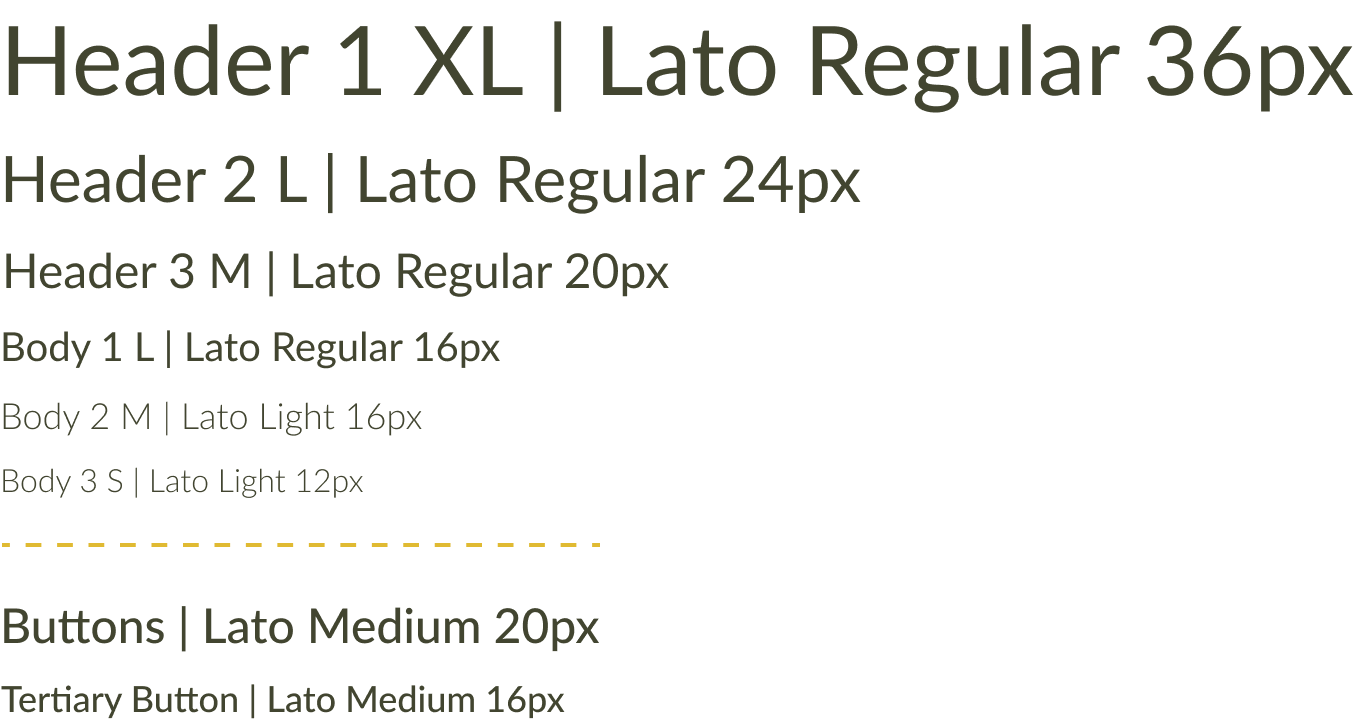 Header 1 XL | Lato Regular 36px
Header 2 L | Lato Regular 24px
Header 3 M | Lato Regular 20px
Body 1 L | Lato Regular 16px
Body 2 M | Lato Light 16px
Body 3 S | Lato Light 12px
Buttons | Lato Medium 20px
Tertiary Button | Lato Medium 16px